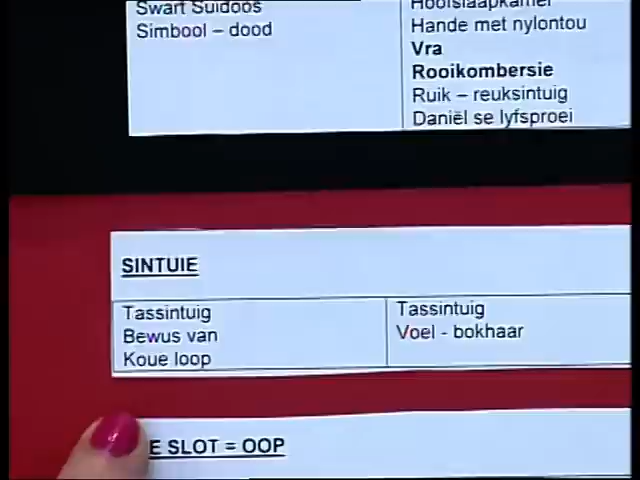 Swart Suidoos
Simbool – dood
Hoofslaapkamer
Hande met nylontou
Vra
Rooikombersie
Ruik – reuksintuig
Daniël se lyfsproei
SINTUIE
Tassintuig
Bewus van
Koue loop
Tassintuig
Voel - bokhaar
E SLOT = OOP